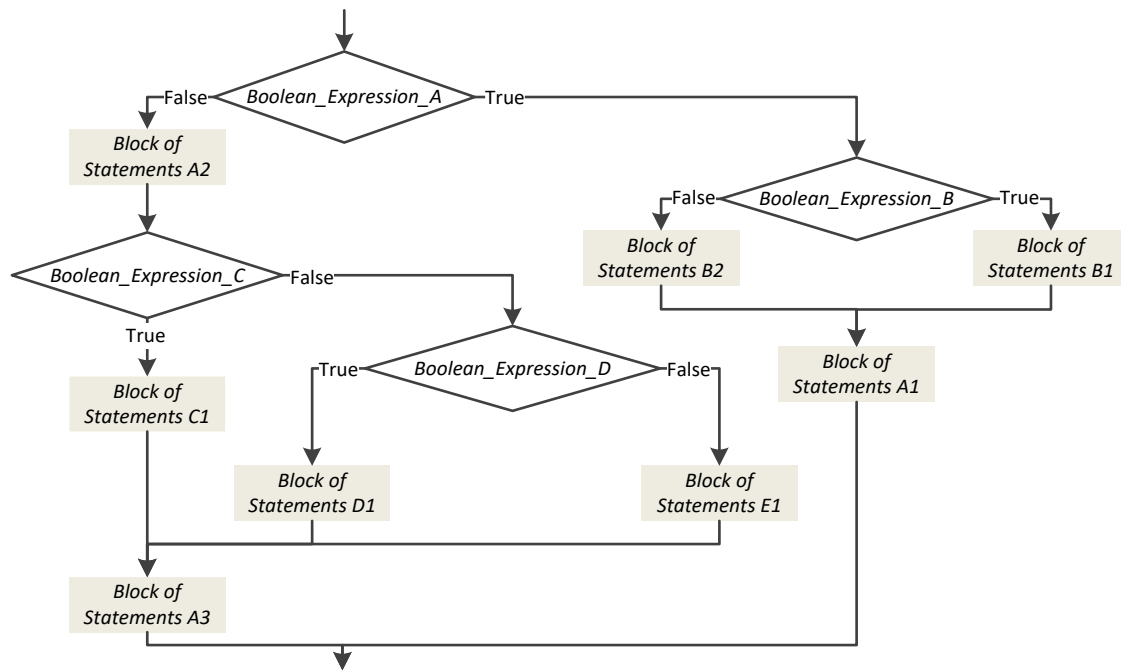 Boolean_Expression_A
False
True
Block of
Statements A2
Boolean_Expression_B
False
True
Block of
Statements B2
Block of
Statements B1
Boolean_Expression_C
False
True
Boolean_Expression_D
True
False
Block of
Statements A1
Block of
Statements C1
Block of
Statements D1
Block of
Statements E1
Block of
Statements A3